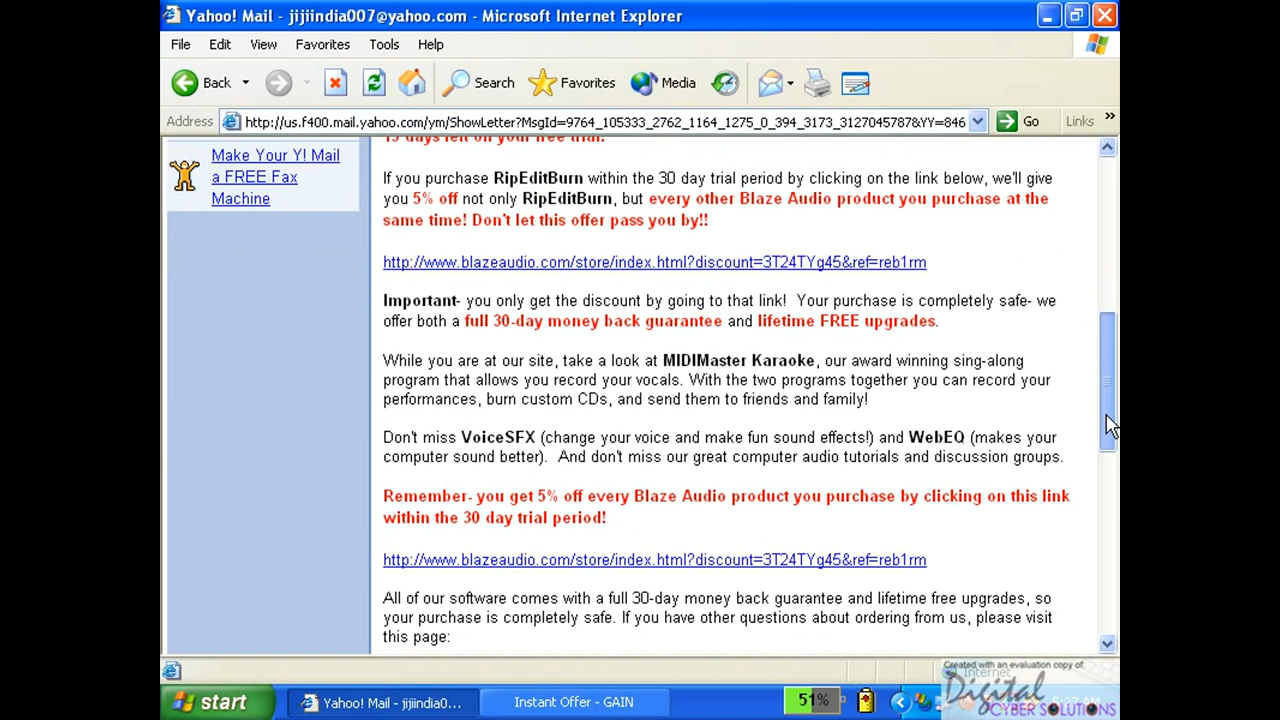 Yahoo! Mail - jijiindia007@yahoo.com - Microsoft Internet Explorer
File Edit View Favorites Tools Help
Back Search Favorites Media
Address http://us.f400.mail.yahoo.com/ym/ShowLetter?MsgId=9764_105333_2762_1164_1275_0_394_3173_3127045787&YY=846 Go Links »
Make Your Y! Mail
a FREE Fax
Machine
15 days left on your free trial.
If you purchase RipEditBurn within the 30 day trial period by clicking on the link below, we'll give
you 5% off not only RipEditBurn, but every other Blaze Audio product you purchase at the
same time! Don't let this offer pass you by!!
http://www.blazeaudio.com/store/index.html?discount=3T24TYg45&ref=reb1rm
Important- you only get the discount by going to that link! Your purchase is completely safe- we
offer both a full 30-day money back guarantee and lifetime FREE upgrades.
While you are at our site, take a look at MIDIMaster Karaoke, our award winning sing-along
program that allows you record your vocals. With the two programs together you can record your
performances, burn custom CDs, and send them to friends and family!
Don't miss VoiceSFX (change your voice and make fun sound effects!) and WebEQ (makes your
computer sound better). And don't miss our great computer audio tutorials and discussion groups.
Remember- you get 5% off every Blaze Audio product you purchase by clicking on this link
within the 30 day trial period!
http://www.blazeaudio.com/store/index.html?discount=3T24TYg45&ref=reb1rm
All of our software comes with a full 30-day money back guarantee and lifetime free upgrades, so
your purchase is completely safe. If you have other questions about ordering from us, please visit
this page:
Created with an evaluation copy of
Internet
start Yahoo! Mail - jijiindia0... Instant Offer - GAIN 51%
Digital
CYBER SOLUTIONS